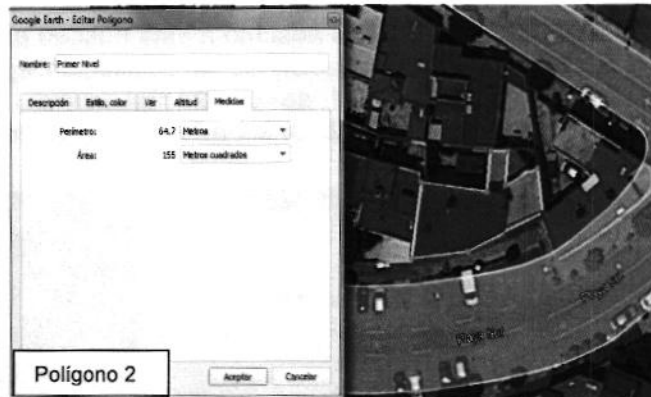 Google Earth - Editar Polígono
Nombre: Primer Nivel
Descripción Estilo, color Ver Altitud Medidas
Perímetro: 64.7 Metros
Área: 155 Metros cuadrados
Polígono 2
Aceptar Cancelar